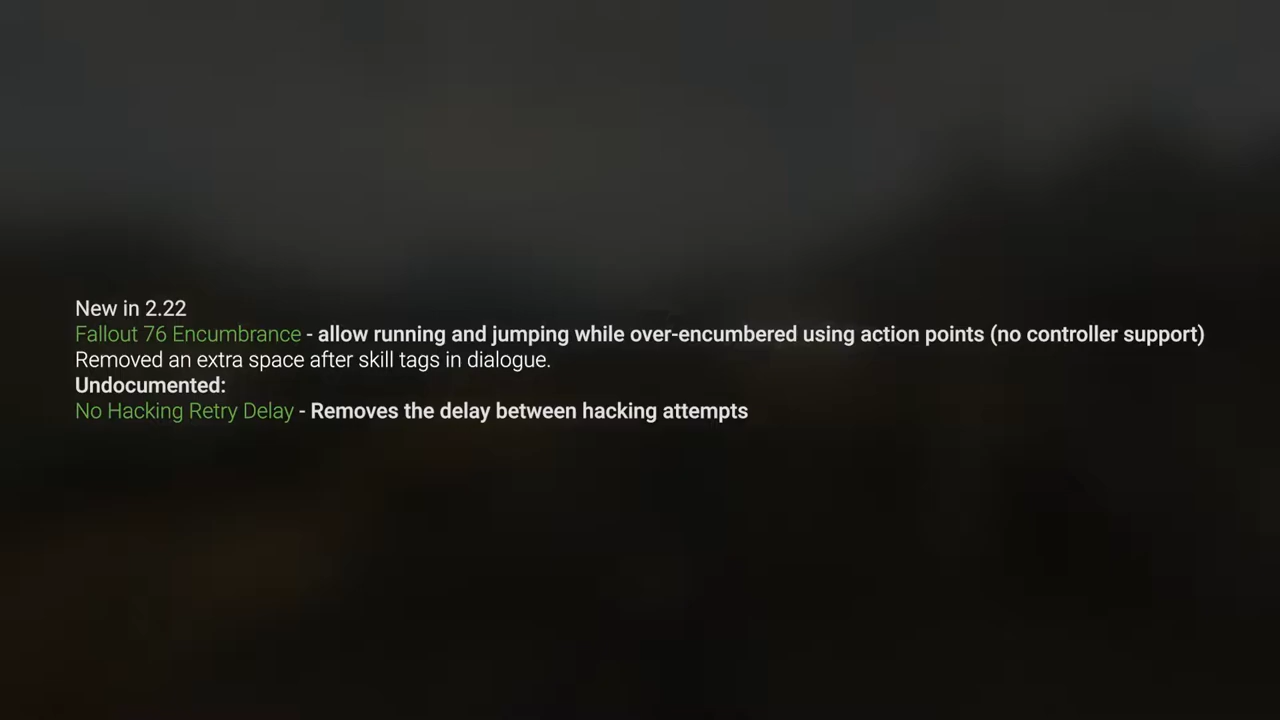 New in 2.22
Fallout 76 Encumbrance - allow running and jumping while over-encumbered using action points (no controller support)
Removed an extra space after skill tags in dialogue.
Undocumented:
No Hacking Retry Delay - Removes the delay between hacking attempts